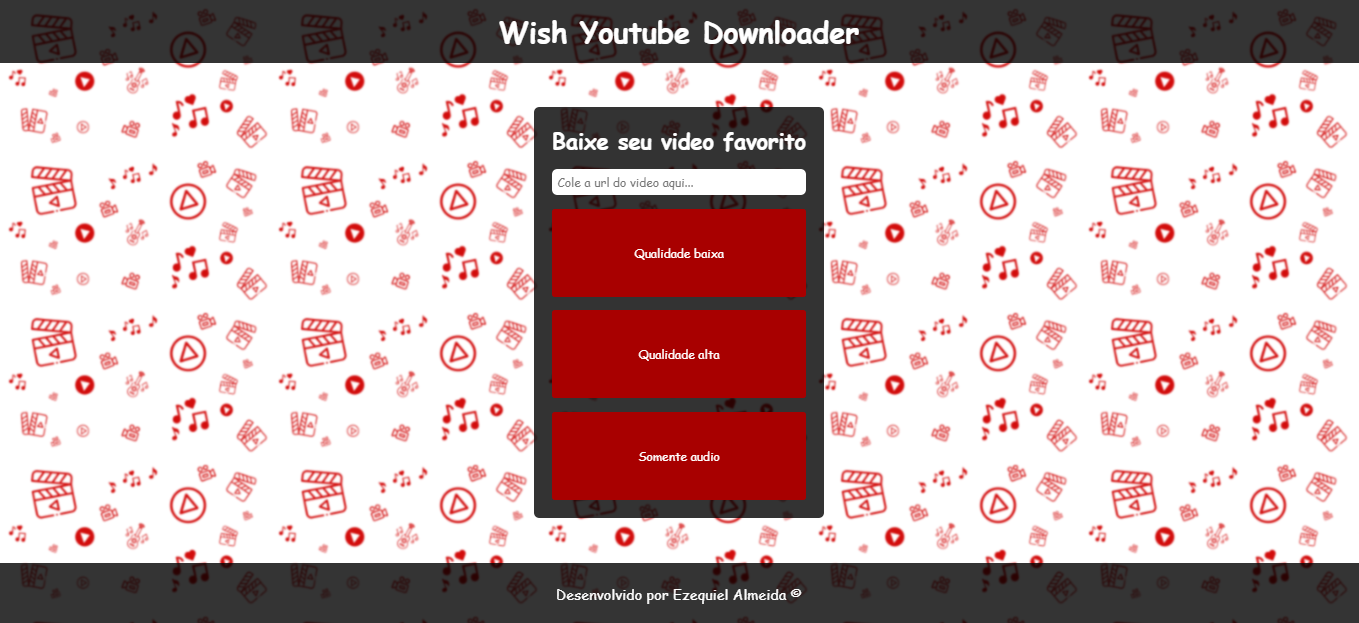 Wish Youtube Downloader
Baixe seu video favorito
Cole a url do video aqui...
Qualidade baixa
Qualidade alta
Somente audio
Desenvolvido por Ezequiel Almeida ©